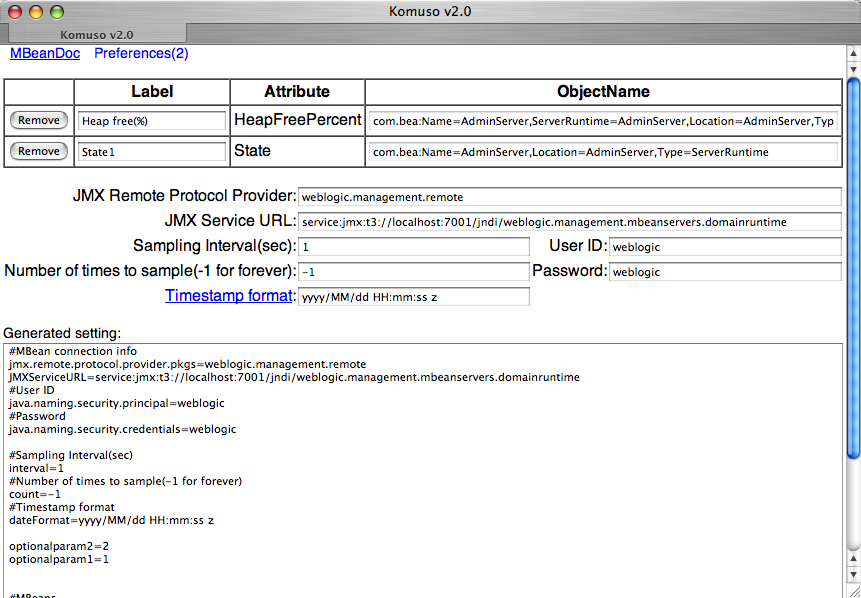 Komuso v2.0
Komuso v2.0
MBeanDoc Preferences(2)
Label Attribute ObjectName
Remove Heap free(%) HeapFreePercent com.bea:Name=AdminServer,ServerRuntime=AdminServer,Location=AdminServer,Typ
Remove State1 State com.bea:Name=AdminServer,Location=AdminServer,Type=ServerRuntime
JMX Remote Protocol Provider: weblogic.management.remote
JMX Service URL: service:jmx:t3://localhost:7001/jndi/weblogic.management.mbeanservers.domainruntime
Sampling Interval(sec): 1 User ID: weblogic
Number of times to sample(-1 for forever): -1 Password: weblogic
Timestamp format: yyyy/MM/dd HH:mm:ss z
Generated setting:
#MBean connection info
jmx.remote.protocol.provider.pkgs=weblogic.management.remote
JMXServiceURL=service:jmx:t3://localhost:7001/jndi/weblogic.management.mbeanservers.domainruntime
#User ID
java.naming.security.principal=weblogic
#Password
java.naming.security.credentials=weblogic
#Sampling Interval(sec)
interval=1
#Number of times to sample(-1 for forever)
count=-1
#Timestamp format
dateFormat=yyyy/MM/dd HH:mm:ss z
optionalparam2=2
optionalparam1=1
#MBeans